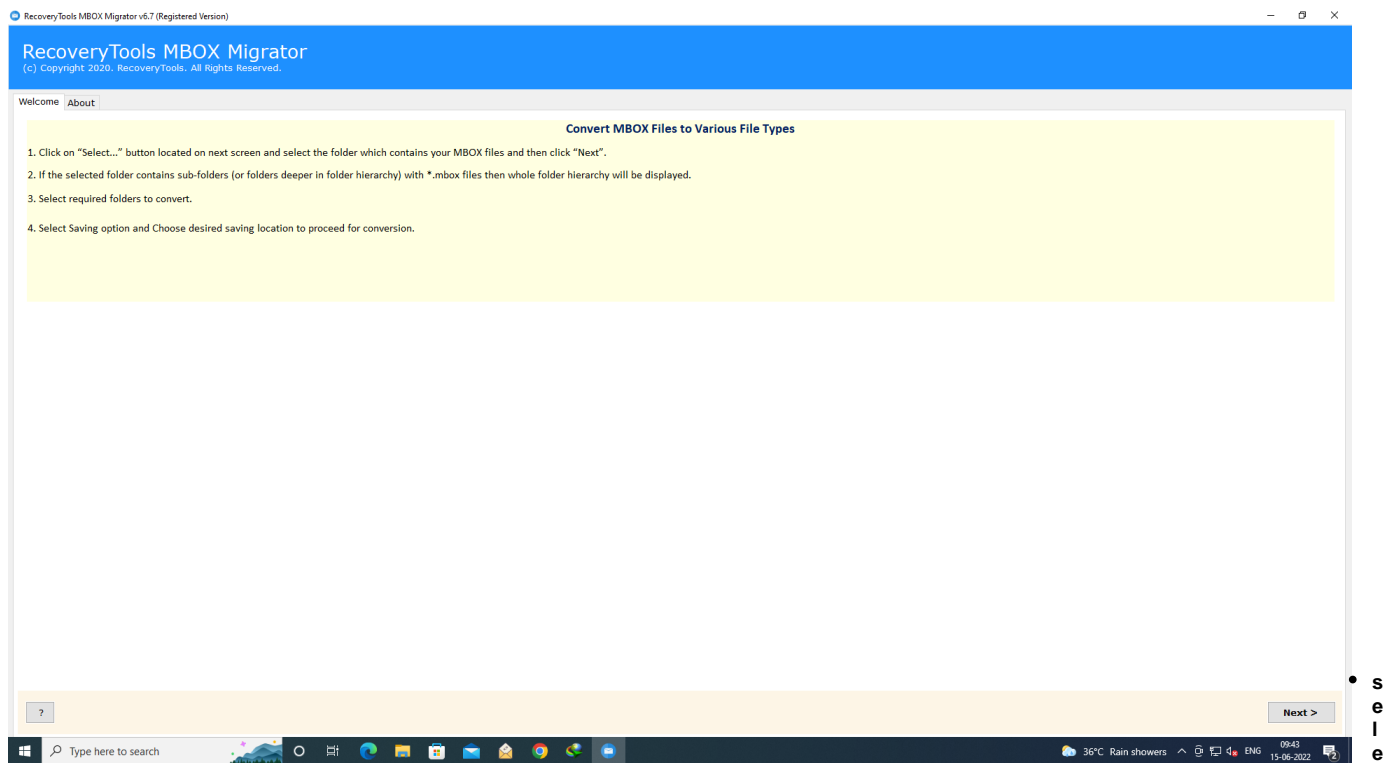 RecoveryTools MBOX Migrator v6.7 (Registered Version)
RecoveryTools MBOX Migrator
(c) Copyright 2020. RecoveryTools. All Rights Reserved.
Welcome About
Convert MBOX Files to Various File Types
1. Click on “Select...” button located on next screen and select the folder which contains your MBOX files and then click “Next”.
2. If the selected folder contains sub-folders (or folders deeper in folder hierarchy) with *.mbox files then whole folder hierarchy will be displayed.
3. Select required folders to convert.
4. Select Saving option and Choose desired saving location to proceed for conversion.
? Next >
Type here to search 36°C Rain showers ENG 09:43
15-06-2022 2
• s
e
l
e